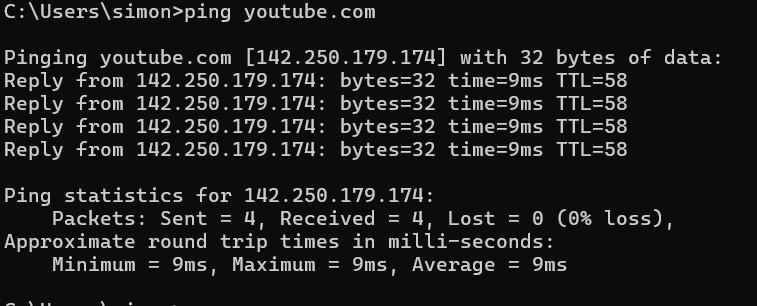 C:\Users\simon>ping youtube.com
Pinging youtube.com [142.250.179.174] with 32 bytes of data:
Reply from 142.250.179.174: bytes=32 time=9ms TTL=58
Reply from 142.250.179.174: bytes=32 time=9ms TTL=58
Reply from 142.250.179.174: bytes=32 time=9ms TTL=58
Reply from 142.250.179.174: bytes=32 time=9ms TTL=58
Ping statistics for 142.250.179.174:
    Packets: Sent = 4, Received = 4, Lost = 0 (0% loss),
Approximate round trip times in milli-seconds:
    Minimum = 9ms, Maximum = 9ms, Average = 9ms